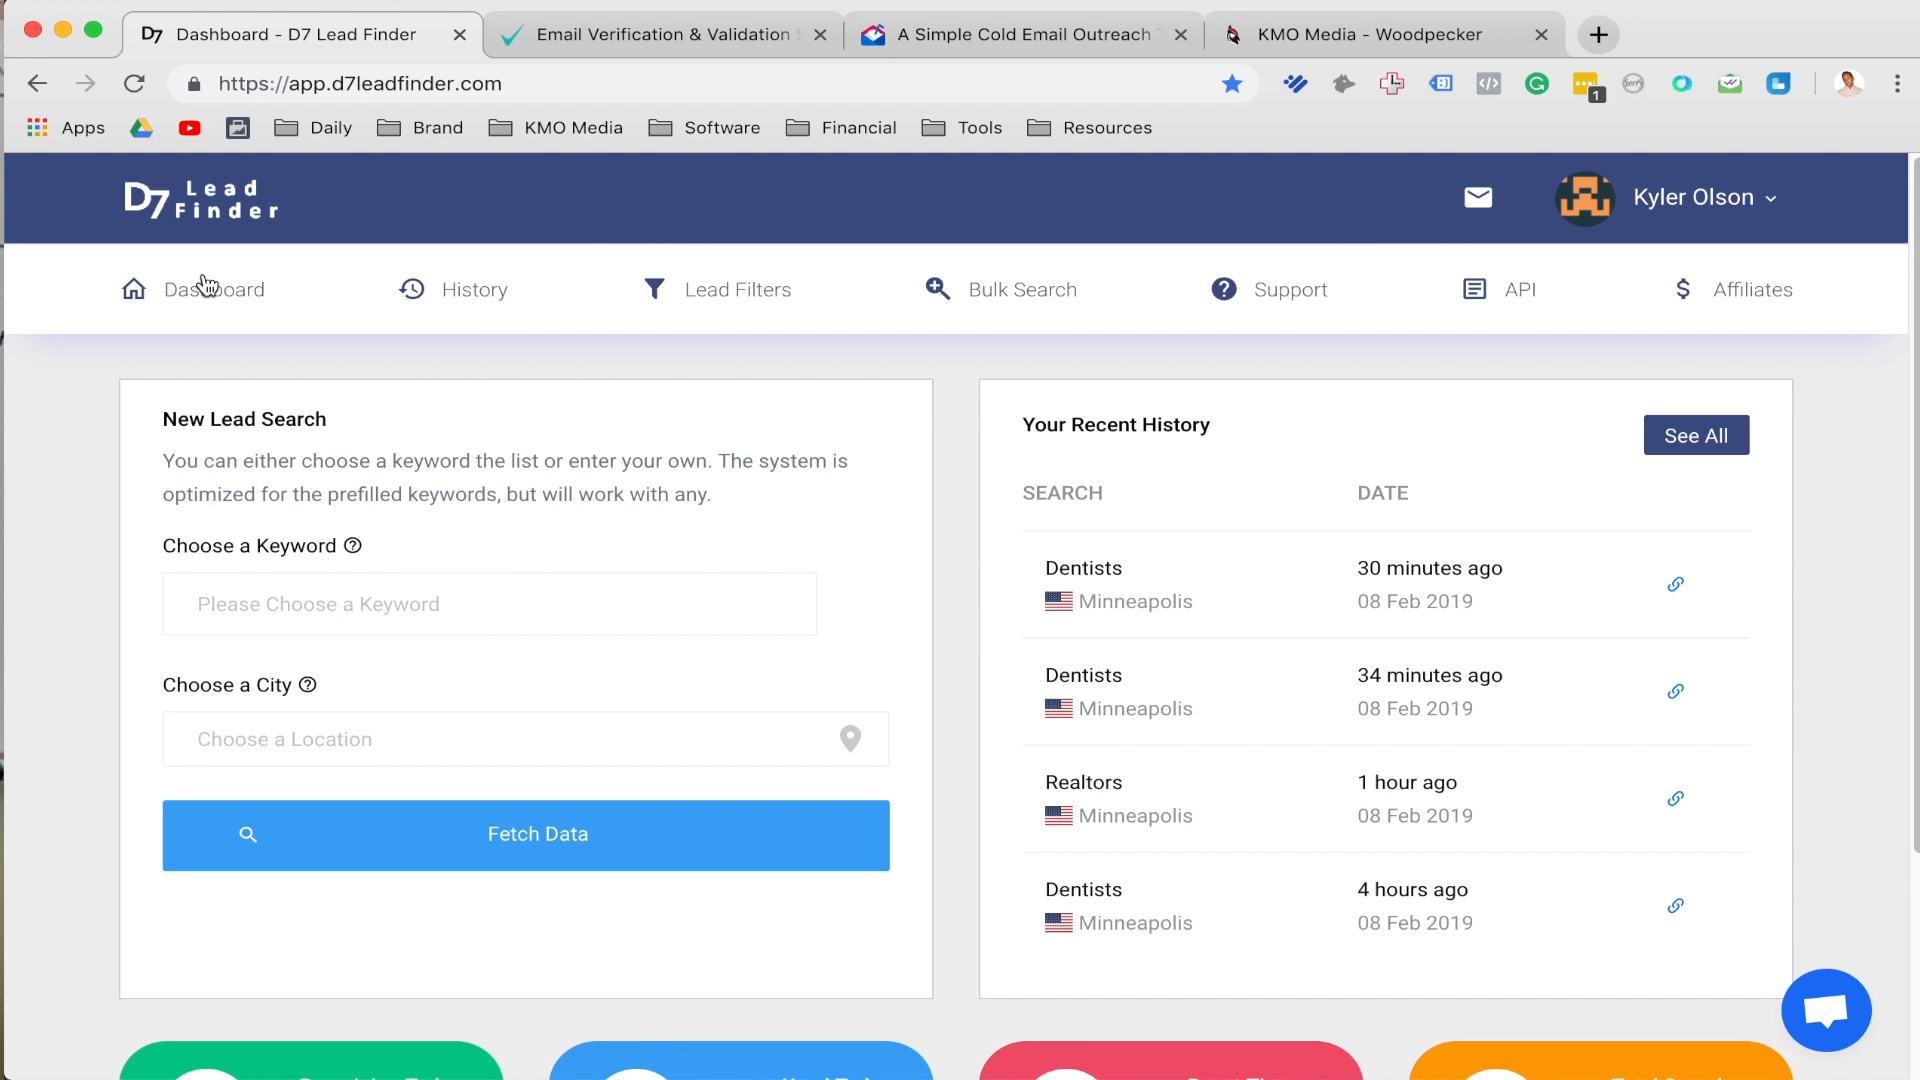 Dashboard - D7 Lead Finder
Email Verification & Validation
A Simple Cold Email Outreach
KMO Media - Woodpecker
https://app.d7leadfinder.com
1
Apps
Daily
Brand
KMO Media
Software
Financial
Tools
Resources
D7 Lead
Finder
Kyler Olson
Dashboard
History
Lead Filters
Bulk Search
Support
API
Affiliates
New Lead Search
You can either choose a keyword the list or enter your own. The system is
optimized for the prefilled keywords, but will work with any.
Choose a Keyword
Please Choose a Keyword
Choose a City
Choose a Location
Fetch Data
Your Recent History
See All
SEARCH DATE
Dentists 30 minutes ago
Minneapolis 08 Feb 2019
Dentists 34 minutes ago
Minneapolis 08 Feb 2019
Realtors 1 hour ago
Minneapolis 08 Feb 2019
Dentists 4 hours ago
Minneapolis 08 Feb 2019